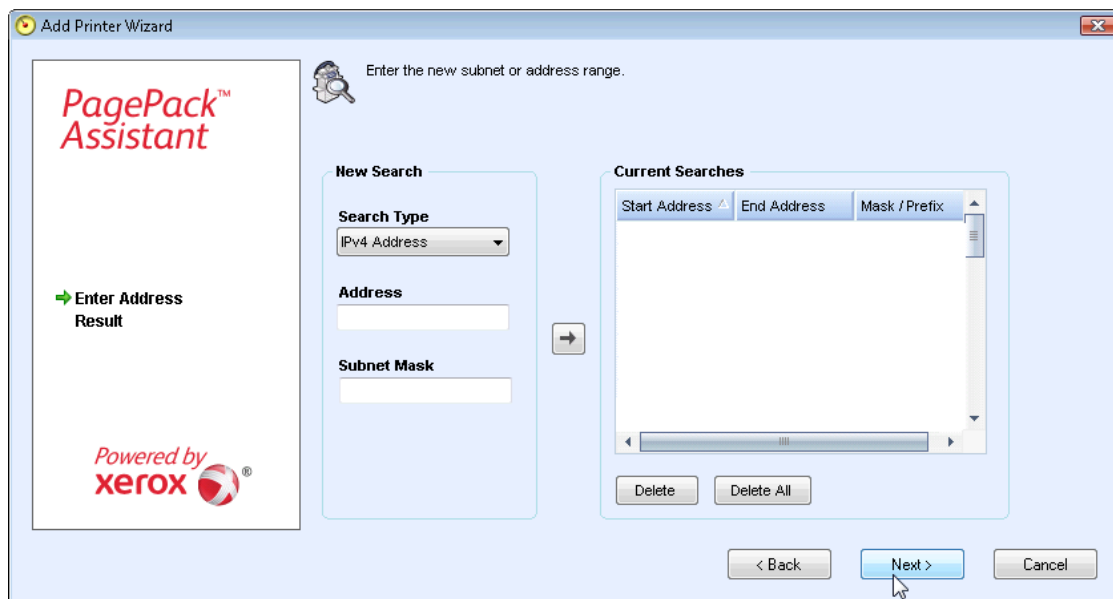 Add Printer Wizard
PagePack™
Assistant
Enter the new subnet or address range.
Enter Address
Result
Powered by
xerox ®
New Search
Search Type
IPv4 Address
Address
Subnet Mask
Current Searches
Start Address End Address Mask / Prefix
Delete Delete All
< Back Next > Cancel